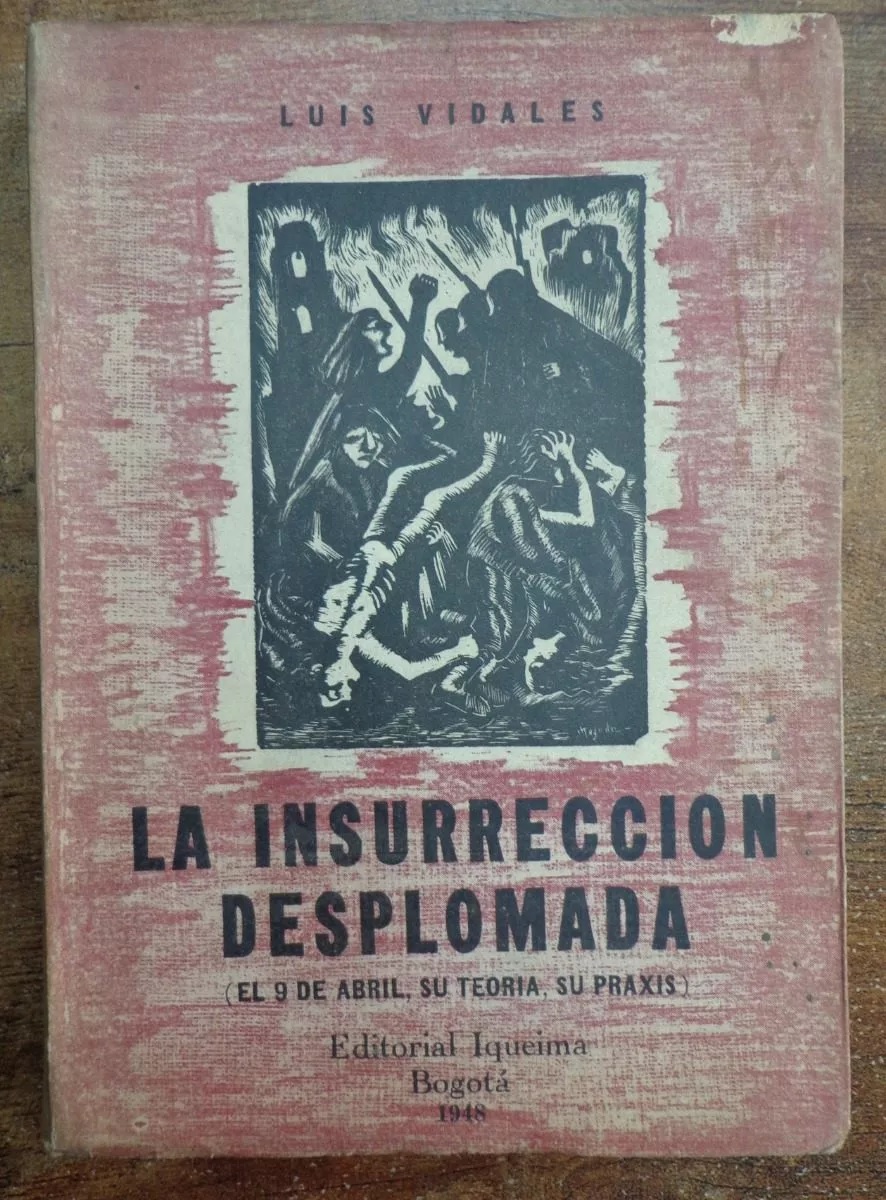 LUIS VIDALES
LA INSURRECCION
DESPLOMADA
(EL 9 DE ABRIL, SU TEORIA, SU PRAXIS)
Editorial Iqueima
Bogotá
1948